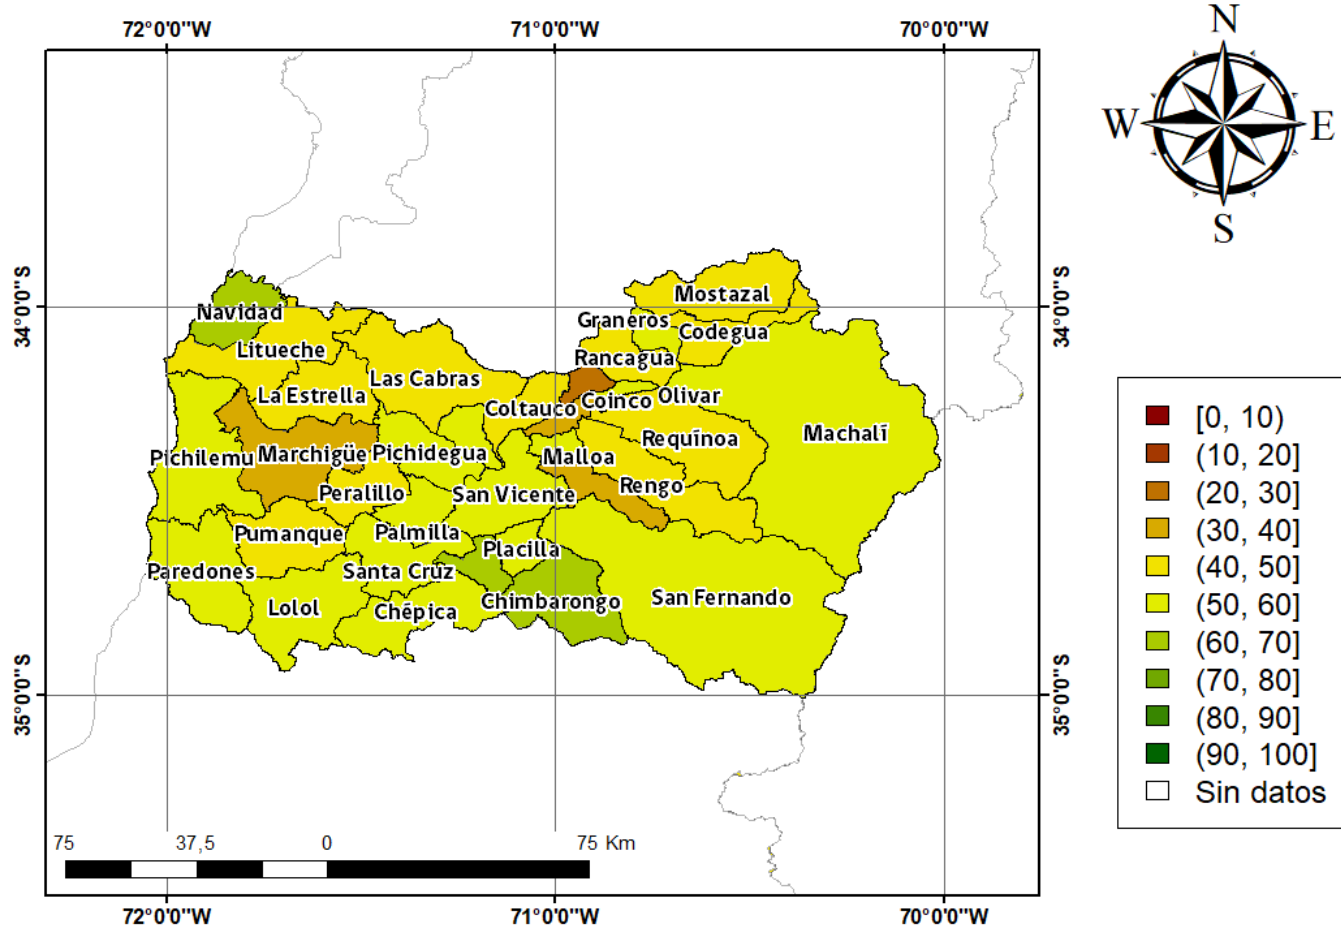 72°0'0"W 71°0'0"W 70°0'0"W
N
W E
S
34°0'0"S 34°0'0"S
Mostazal
Navidad
Graneros
Codegua
Litueche
Rancagua
Las Cabras
La Estrella
Coinco Olivar
Coltauco
Machalí
Requínoa
Pichilemu Marchigüe Pichidegua Malloa
Peralillo
San Vicente
Rengo
Pumanque
Palmilla
Placilla
Paredones
Santa Cruz
San Fernando
Chimbarongo
Lolol
Chépica
35°0'0"S 35°0'0"S
[0, 10)
(10, 20]
(20, 30]
(30, 40]
(40, 50]
(50, 60]
(60, 70]
(70, 80]
(80, 90]
(90, 100]
Sin datos
75 37,5 0 75 Km
72°0'0"W 71°0'0"W 70°0'0"W